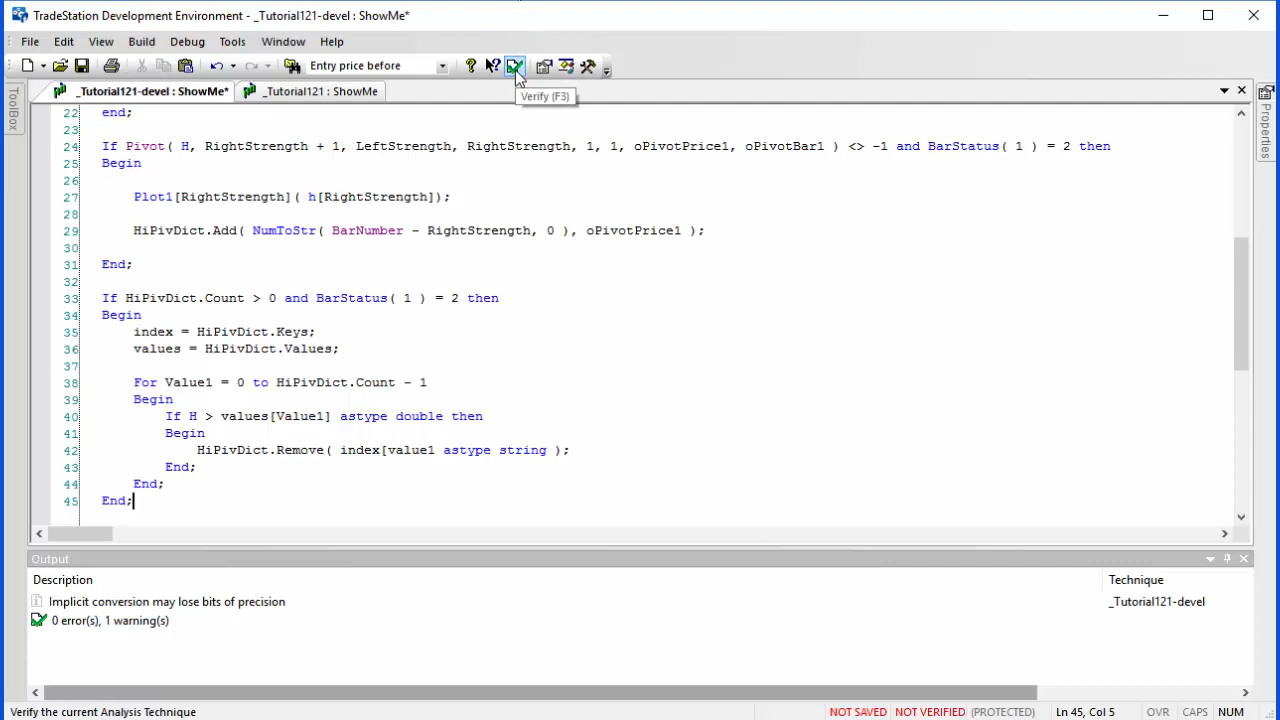 TradeStation Development Environment - _Tutorial121-devel : ShowMe*
File Edit View Build Debug Tools Window Help
Entry price before
_Tutorial121-devel : ShowMe* _Tutorial121 : ShowMe
Verify (F3)
ToolBox
Properties
22 end;
23
24 If Pivot( H, RightStrength + 1, LeftStrength, RightStrength, 1, 1, oPivotPrice1, oPivotBar1 ) <> -1 and BarStatus( 1 ) = 2 then
25 Begin
26
27 Plot1[RightStrength]( h[RightStrength]);
28
29 HiPivDict.Add( NumToStr( BarNumber - RightStrength, 0 ), oPivotPrice1 );
30
31 End;
32
33 If HiPivDict.Count > 0 and BarStatus( 1 ) = 2 then
34 Begin
35 index = HiPivDict.Keys;
36 values = HiPivDict.Values;
37
38 For Value1 = 0 to HiPivDict.Count - 1
39 Begin
40 If H > values[Value1] astype double then
41 Begin
42 HiPivDict.Remove( index[value1 astype string );
43 End;
44 End;
45 End;
Output
Description Technique
Implicit conversion may lose bits of precision _Tutorial121-devel
0 error(s), 1 warning(s)
Verify the current Analysis Technique NOT SAVED NOT VERIFIED (PROTECTED) Ln 45, Col 5 OVR CAPS NUM